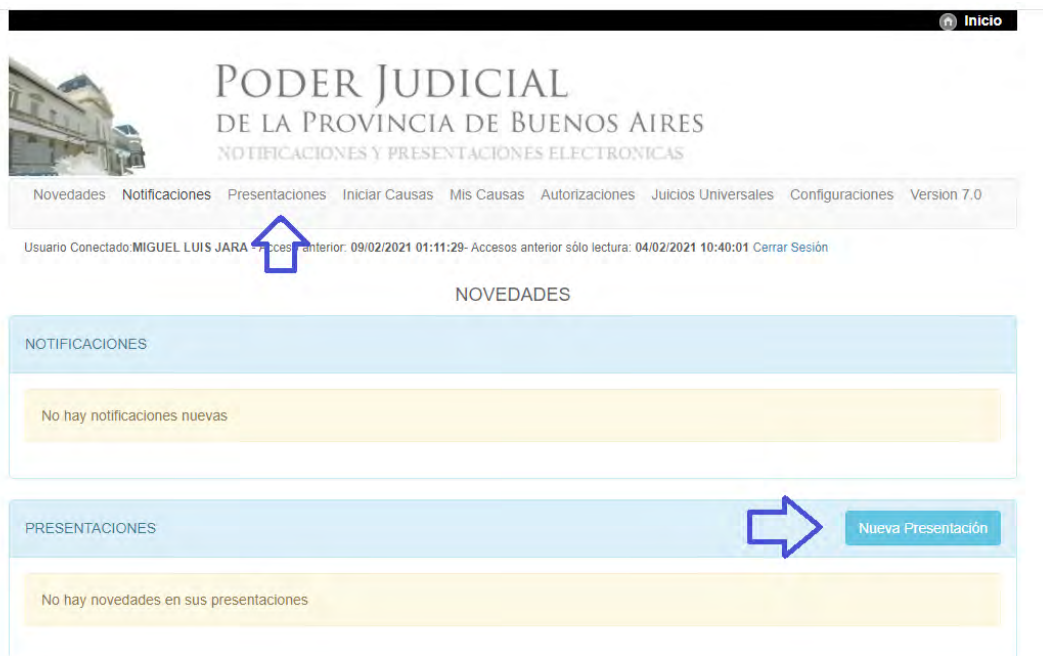 Inicio
PODER JUDICIAL
DE LA PROVINCIA DE BUENOS AIRES
NOTIFICACIONES Y PRESENTACIONES ELECTRONICAS
Novedades Notificaciones Presentaciones Iniciar Causas Mis Causas Autorizaciones Juicios Universales Configuraciones Version 7.0
Usuario Conectado:MIGUEL LUIS JARA - Acceso anterior: 09/02/2021 01:11:29- Accesos anterior sólo lectura: 04/02/2021 10:40:01 Cerrar Sesión
NOVEDADES
NOTIFICACIONES
No hay notificaciones nuevas
PRESENTACIONES
Nueva Presentación
No hay novedades en sus presentaciones